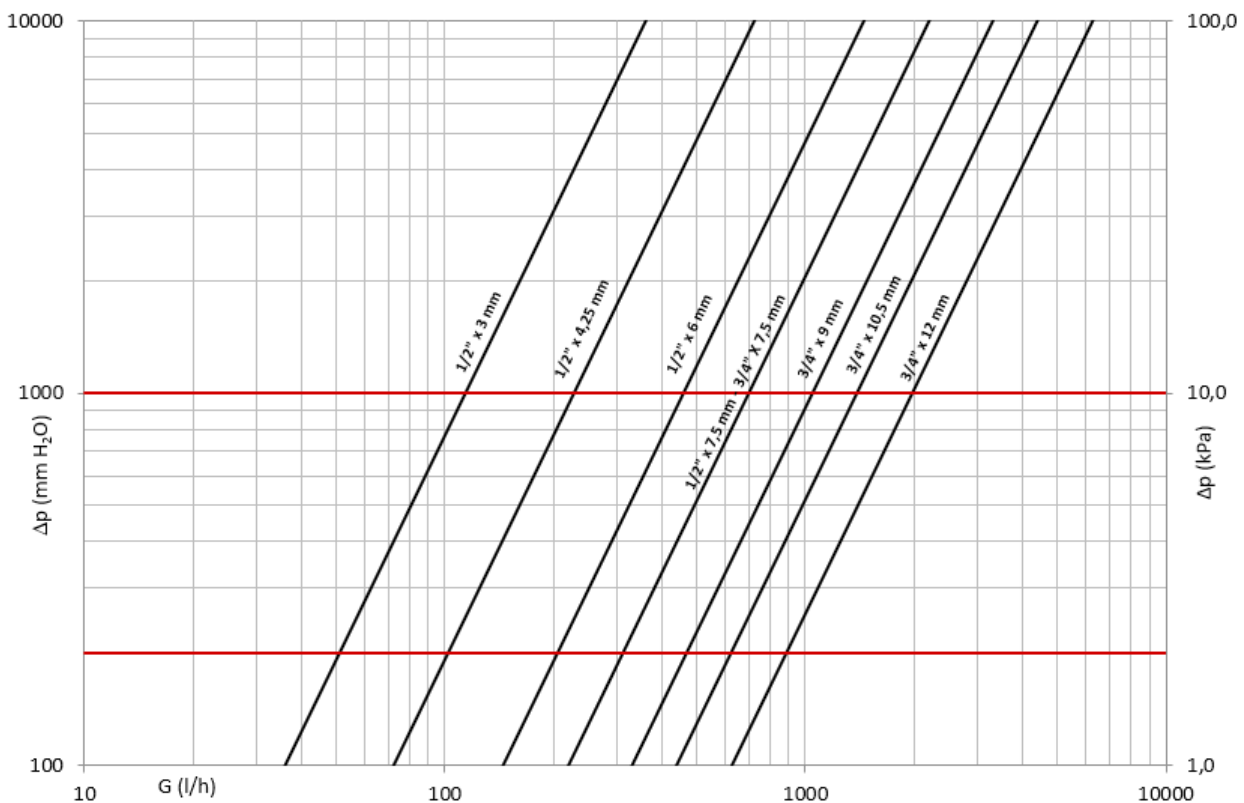 10000
100,0
1/2" x 3 mm
1/2" x 4,25 mm
1/2" x 6 mm
3/4" X 7,5 mm
3/4" x 9 mm
3/4" x 10,5 mm
3/4" x 12 mm
1000
10,0
1/2" x 7,5 mm
Δp (mm H₂O)
Δp (kPa)
100
1,0
G (l/h)
10
100
1000
10000